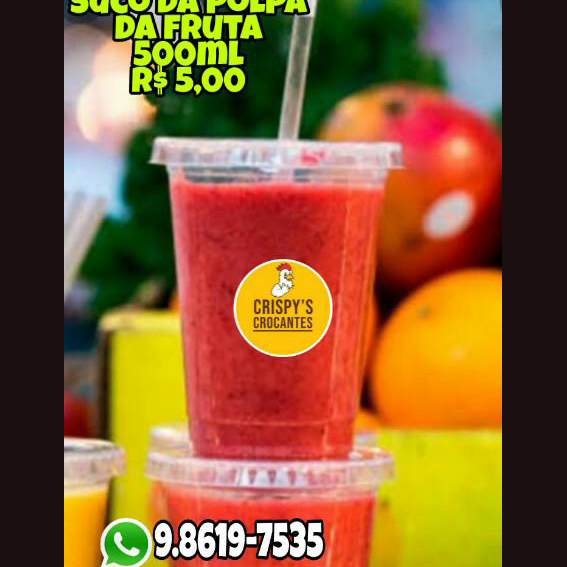 SUCO DA POLPA
DA FRUTA
500mL
R$ 5,00
CRISPY'S
CROCANTES
9.8619-7535